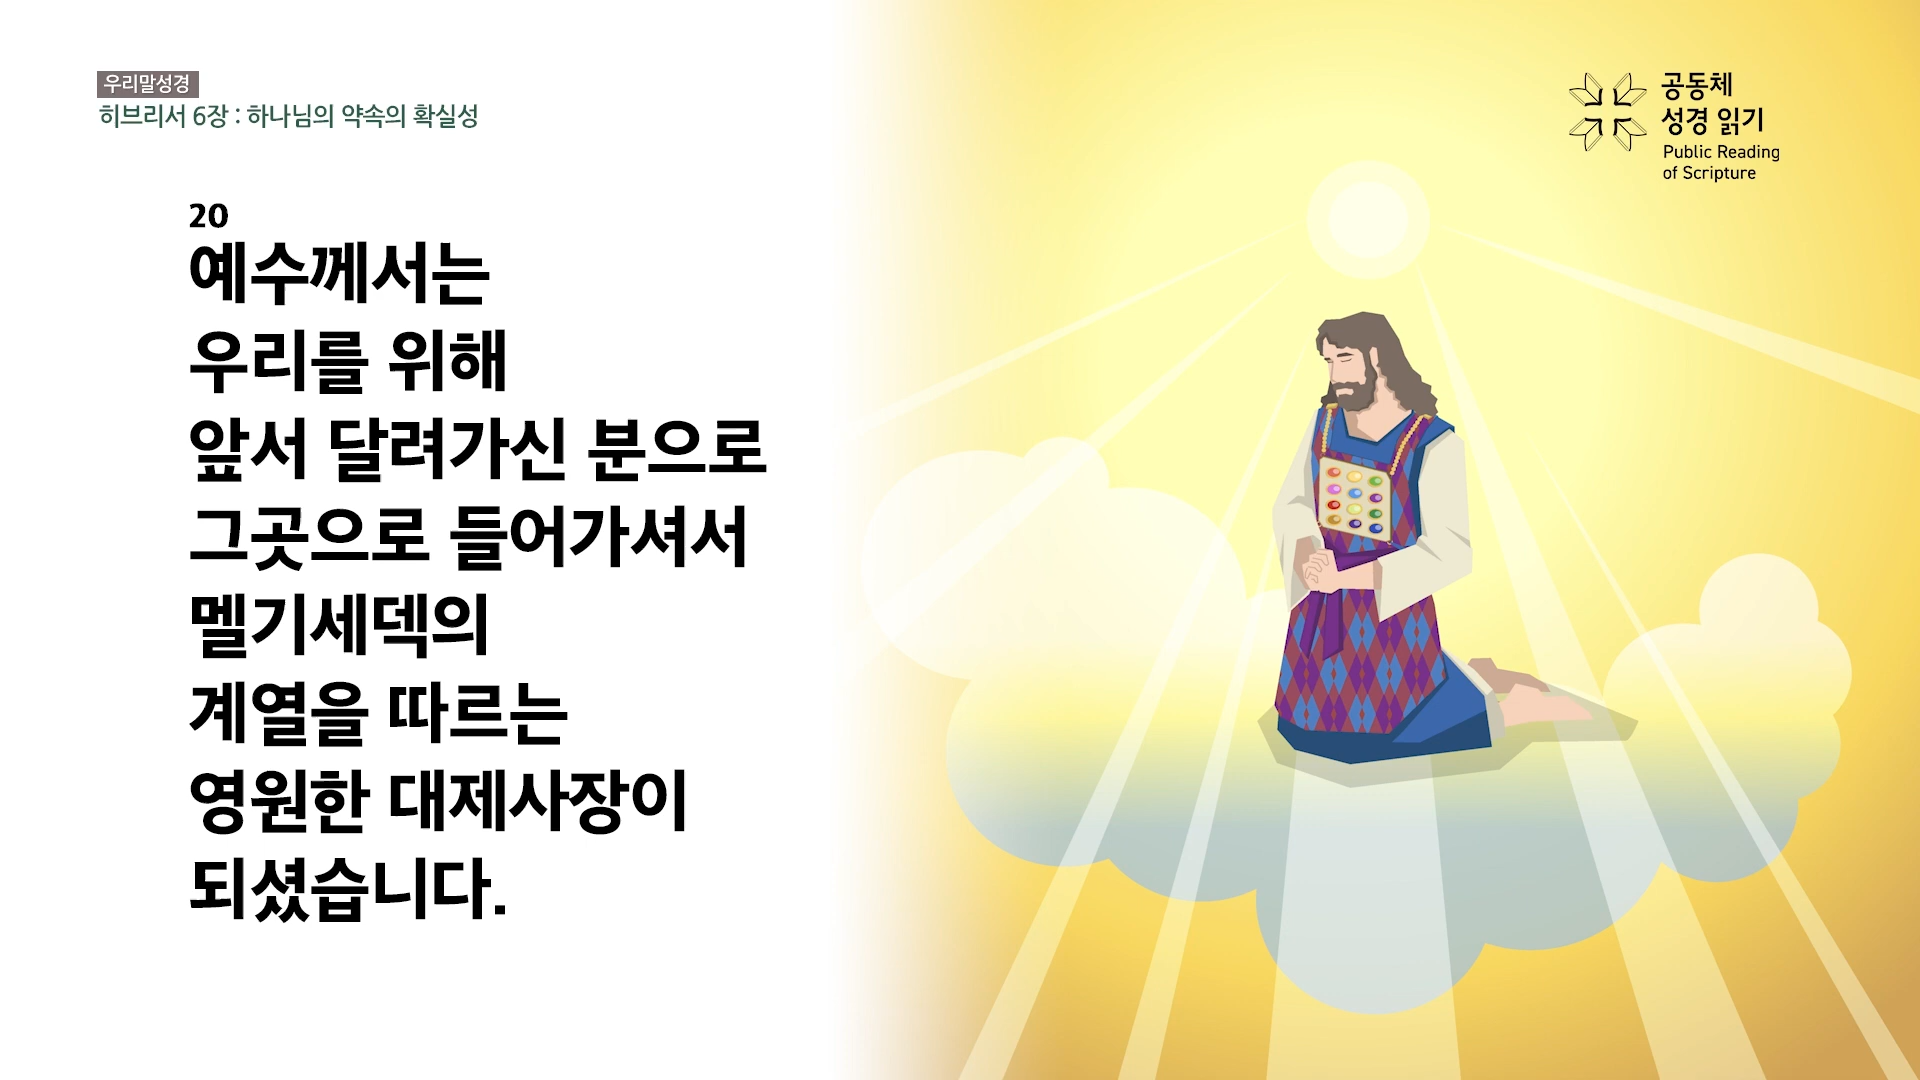 우리말성경
히브리서 6장 : 하나님의 약속의 확실성
공동체
성경 읽기
Public Reading
of Scripture
20
예수께서는
우리를 위해
앞서 달려가신 분으로
그곳으로 들어가셔서
멜기세덱의
계열을 따르는
영원한 대제사장이
되셨습니다.